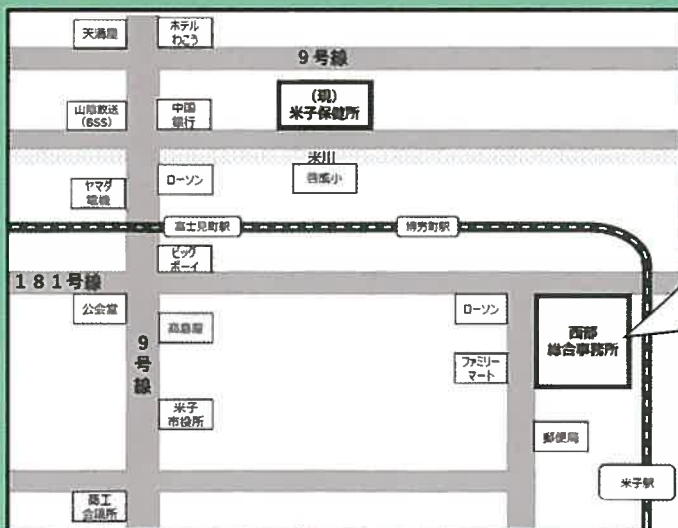 天満屋
ホテル
わこう
9号線
(現)
米子保健所
山陰放送
(BSS)
中国
銀行
米川
啓成小
ヤマダ
電機
ローソン
富士見町駅
博労町駅
ビッグ
ボーイ
181号線
公会堂
高島屋
9号線
ローソン
西部
総合事務所
ファミリー
マート
米子
市役所
郵便局
米子駅
商工
会議所